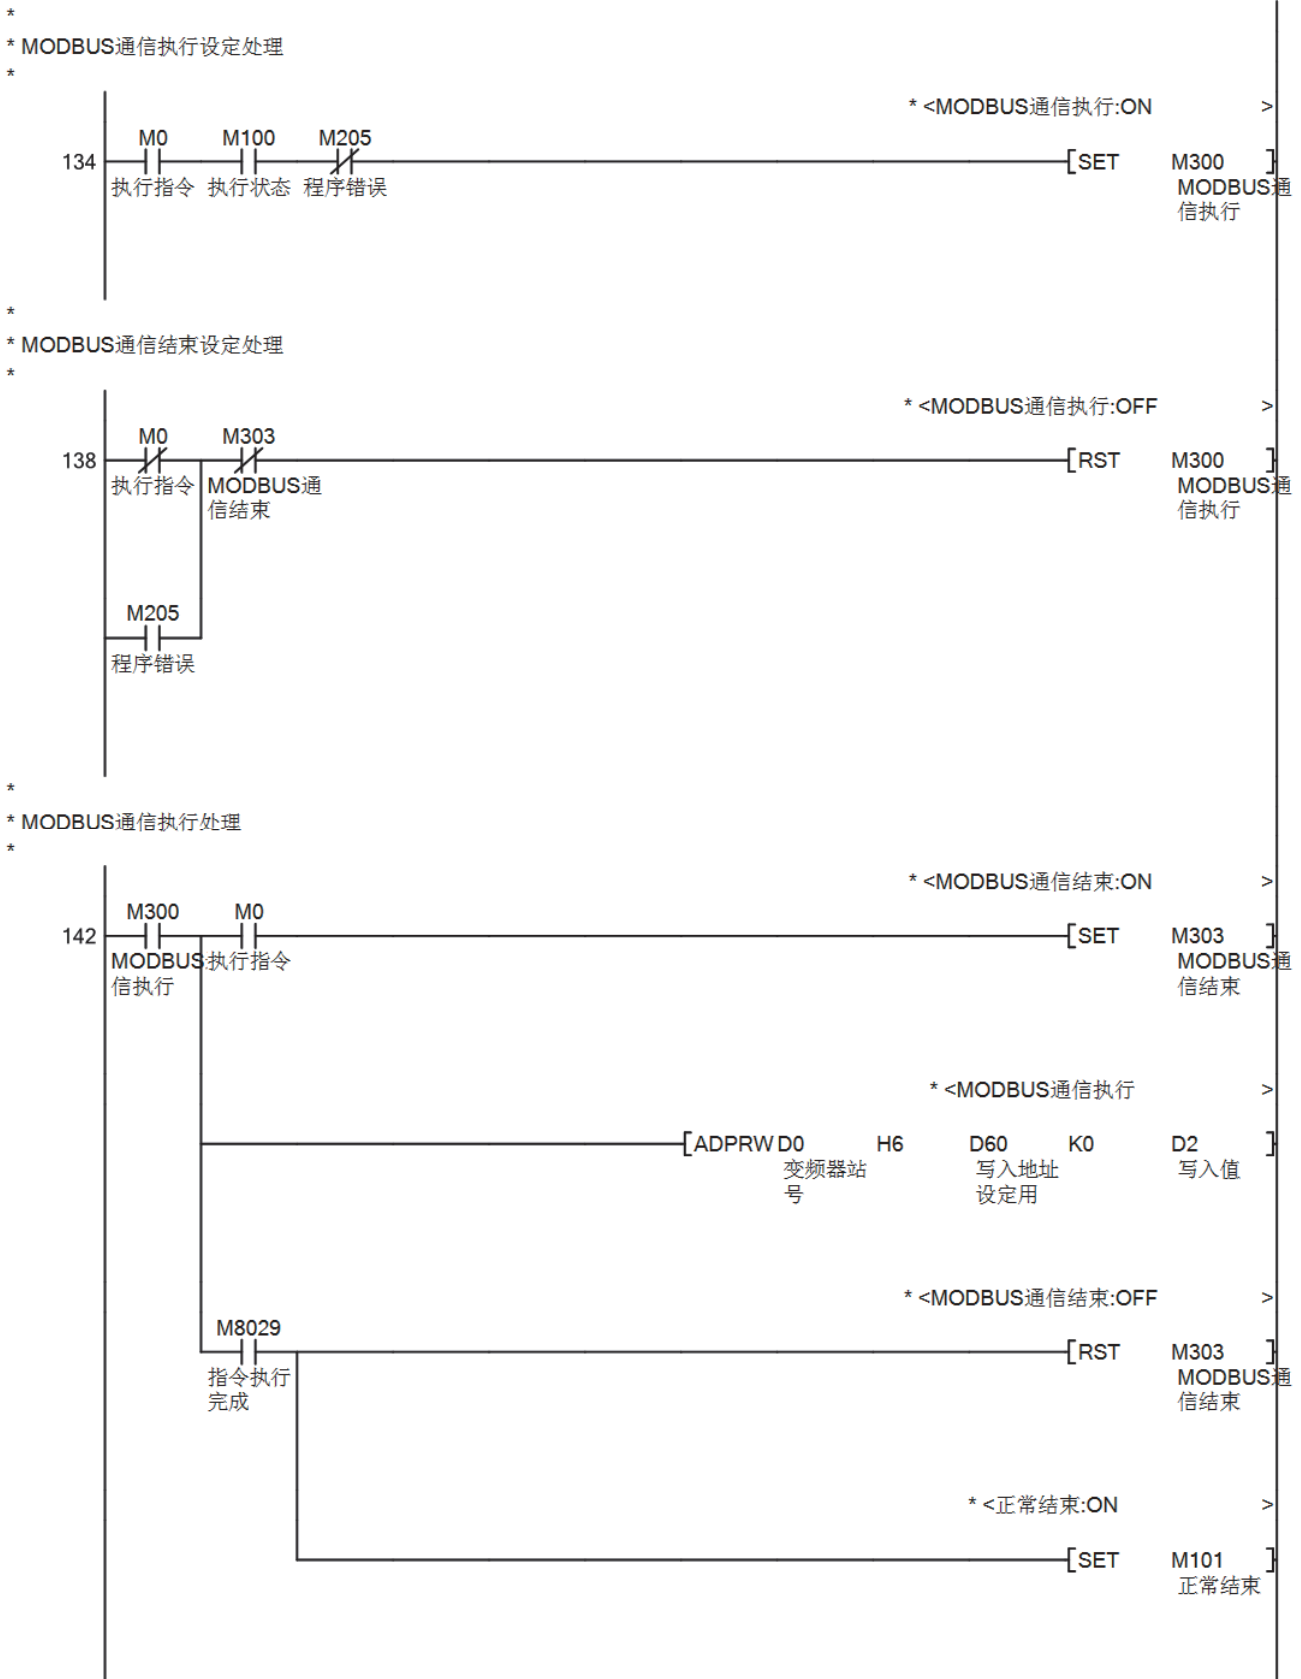 *
* MODBUS通信执行设定处理
*
* <MODBUS通信执行:ON >
M0 M100 M205
134 [SET M300 ]
执行指令 执行状态 程序错误 MODBUS通
信执行
*
* MODBUS通信结束设定处理
*
* <MODBUS通信执行:OFF >
M0 M303
138 [RST M300 ]
执行指令 MODBUS通 MODBUS通
信结束 信执行
M205
程序错误
*
* MODBUS通信执行处理
*
* <MODBUS通信结束:ON >
M300 M0
142 [SET M303 ]
MODBUS 执行指令 MODBUS通
信执行 信结束
* <MODBUS通信执行 >
[ADPRW D0 H6 D60 K0 D2 ]
变频器站 写入地址 写入值
号 设定用
* <MODBUS通信结束:OFF >
M8029
[RST M303 ]
指令执行 MODBUS通
完成 信结束
* <正常结束:ON >
[SET M101 ]
正常结束